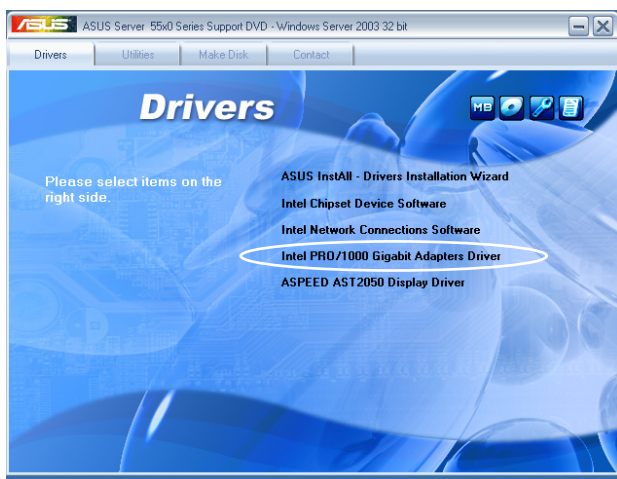 ASUS ASUS Server 55x0 Series Support DVD - Windows Server 2003 32 bit
Drivers Utilities Make Disk Contact
Drivers
MB
Please select items on the
right side.
ASUS InstAll - Drivers Installation Wizard
Intel Chipset Device Software
Intel Network Connections Software
Intel PRO/1000 Gigabit Adapters Driver
ASPEED AST2050 Display Driver